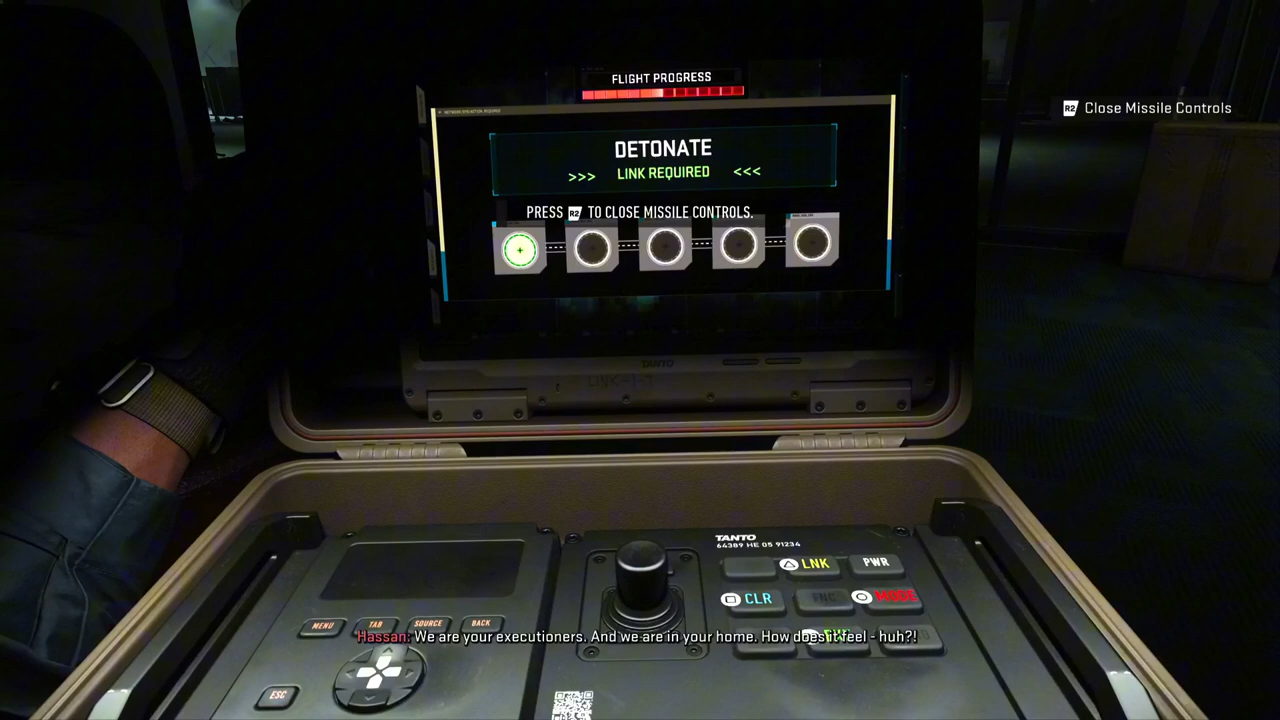 FLIGHT PROGRESS
R2 Close Missile Controls
DETONATE
>>> LINK REQUIRED <<<
PRESS R2 TO CLOSE MISSILE CONTROLS.
TANTO
TANTO
64389 HE 05 91234
LNK
PWR
CLR
FNC
MODE
MENU
TAB
SOURCE
BACK
Hassan: We are your executioners. And we are in your home. How does it feel - huh?!
ESC